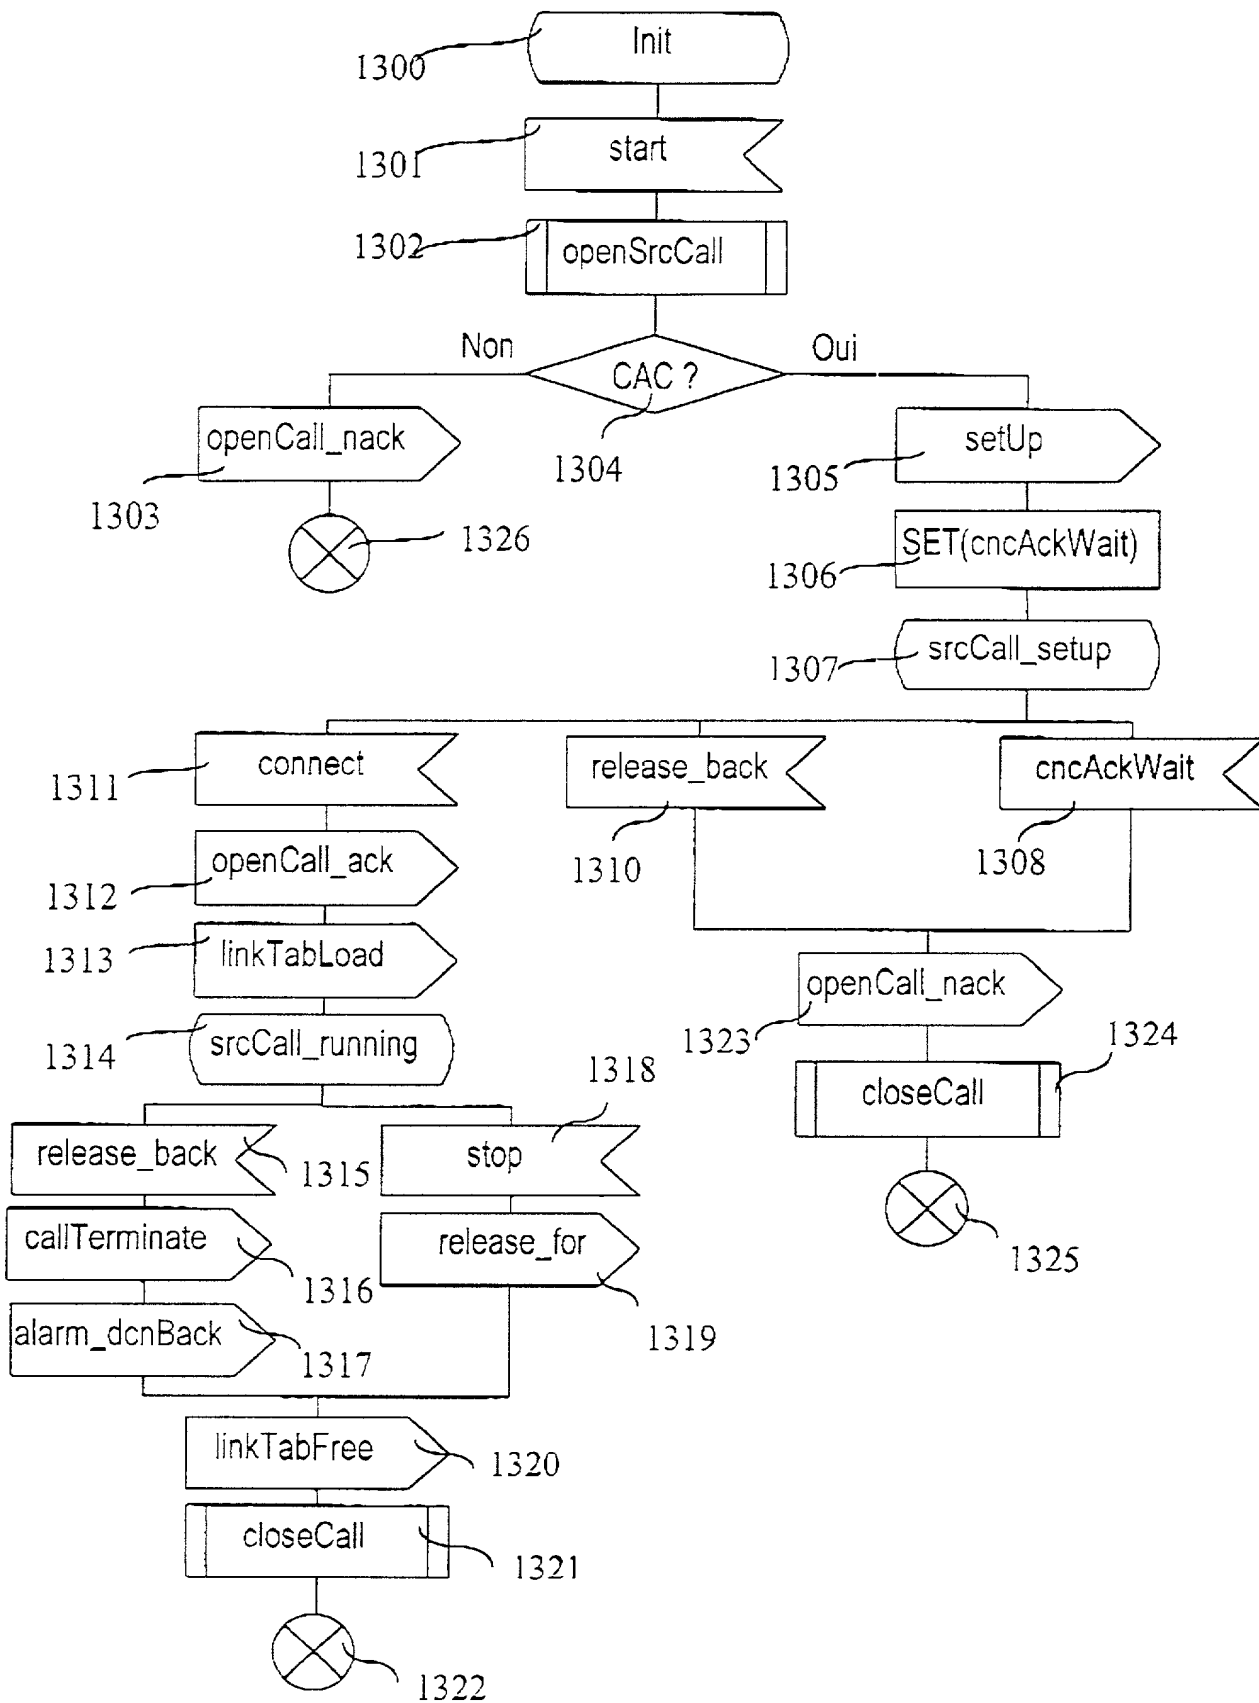 Init
1300
start
1301
1302
openSrcCall
Non
Oui
CAC ?
openCall_nack
setUp
1304
1305
1303
1326
SET(cncAckWait)
1306
srcCall_setup
1307
connect
release_back
cncAckWait
1311
1310
1308
openCall_ack
1312
linkTabLoad
1313
openCall_nack
1323
1324
srcCall_running
1314
1318
closeCall
release_back
1315
stop
callTerminate
release_for
1316
1325
alarm_dcnBack
1317
1319
linkTabFree
1320
closeCall
1321
1322